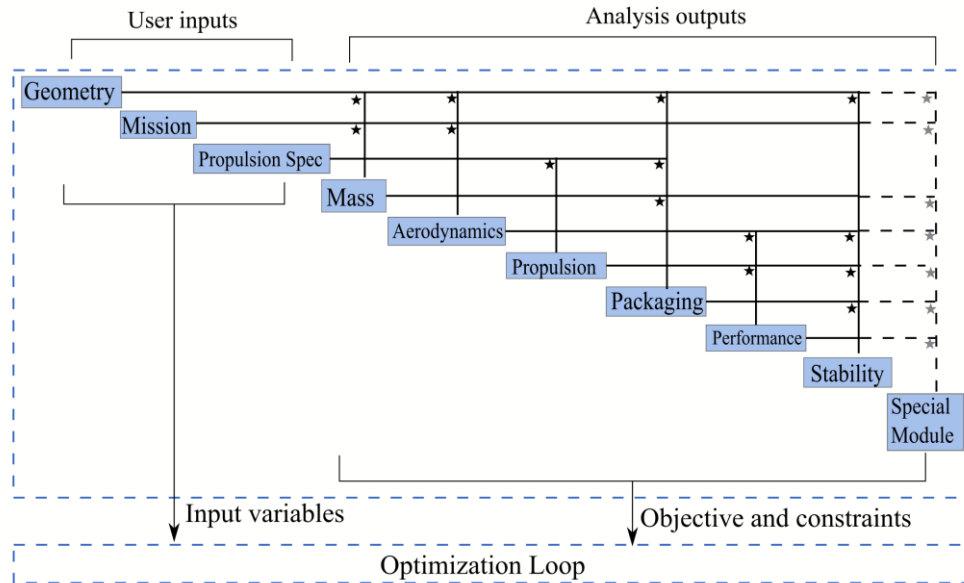 User inputs
Analysis outputs
Geometry
Mission
Propulsion Spec
Mass
Aerodynamics
Propulsion
Packaging
Performance
Stability
Special
Module
Input variables
Objective and constraints
Optimization Loop